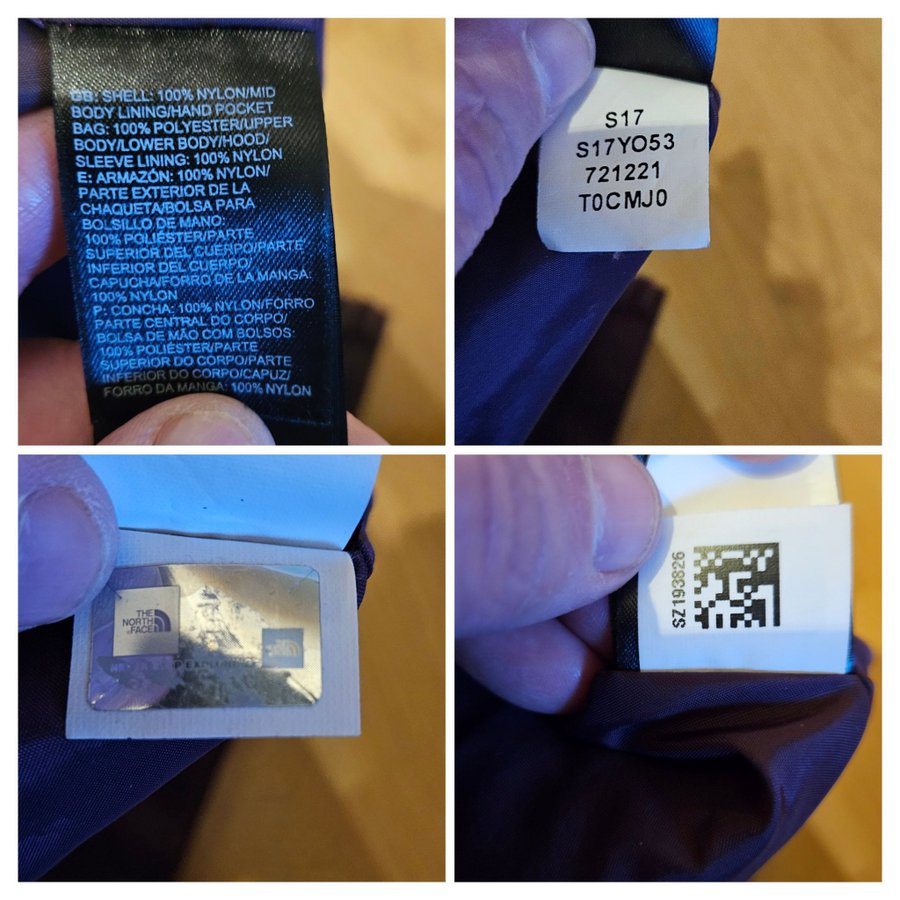 GB: SHELL: 100% NYLON/MID
BODY LINING/HAND POCKET
BAG: 100% POLYESTER/UPPER
BODY/LOWER BODY/HOOD/
SLEEVE LINING: 100% NYLON
E: ARMAZÓN: 100% NYLON/
PARTE EXTERIOR DE LA
CHAQUETA/BOLSA PARA
BOLSILLO DE MANO:
100% POLIÉSTER/PARTE
SUPERIOR DEL CUERPO/PARTE
INFERIOR DEL CUERPO/
CAPUCHA/FORRO DE LA MANGA:
100% NYLON
P: CONCHA: 100% NYLON/FORRO
PARTE CENTRAL DO CORPO/
BOLSA DE MÃO COM BOLSOS:
100% POLIÉSTER/PARTE
SUPERIOR DO CORPO/PARTE
INFERIOR DO CORPO/CAPUZ/
FORRO DA MANGA: 100% NYLON
S17
S17YO53
721221
T0CMJ0
THE
NORTH
FACE
SZ193826